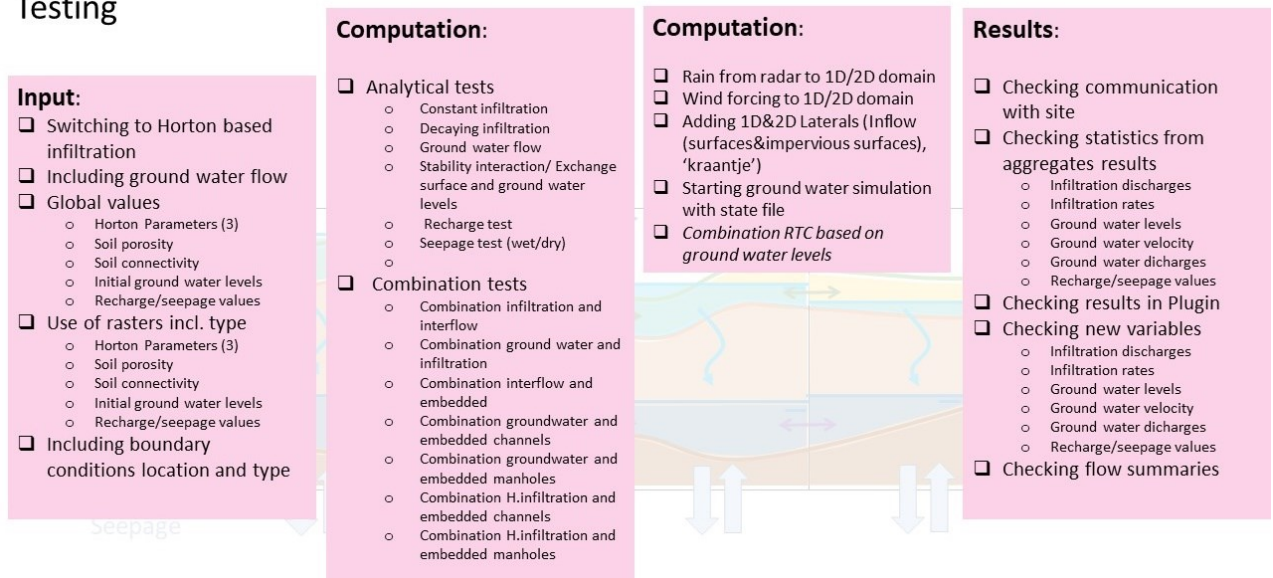 Testing
Input:
❑ Switching to Horton based
infiltration
❑ Including ground water flow
❑ Global values
o Horton Parameters (3)
o Soil porosity
o Soil connectivity
o Initial ground water levels
o Recharge/seepage values
❑ Use of rasters incl. type
o Horton Parameters (3)
o Soil porosity
o Soil connectivity
o Initial ground water levels
o Recharge/seepage values
❑ Including boundary
conditions location and type
Seepage
Computation:
❑ Analytical tests
o Constant infiltration
o Decaying infiltration
o Ground water flow
o Stability interaction/ Exchange
surface and ground water
levels
o Recharge test
o Seepage test (wet/dry)
o
❑ Combination tests
o Combination infiltration and
interflow
o Combination ground water and
infiltration
o Combination interflow and
embedded
o Combination groundwater and
embedded channels
o Combination groundwater and
embedded manholes
o Combination H.infiltration and
embedded channels
o Combination H.infiltration and
embedded manholes
Computation:
❑ Rain from radar to 1D/2D domain
❑ Wind forcing to 1D/2D domain
❑ Adding 1D&2D Laterals (Inflow
(surfaces&impervious surfaces),
'kraantje')
❑ Starting ground water simulation
with state file
❑ Combination RTC based on
ground water levels
Results:
❑ Checking communication
with site
❑ Checking statistics from
aggregates results
o Infiltration discharges
o Infiltration rates
o Ground water levels
o Ground water velocity
o Ground water dicharges
o Recharge/seepage values
❑ Checking results in Plugin
❑ Checking new variables
o Infiltration discharges
o Infiltration rates
o Ground water levels
o Ground water velocity
o Ground water dicharges
o Recharge/seepage values
❑ Checking flow summaries